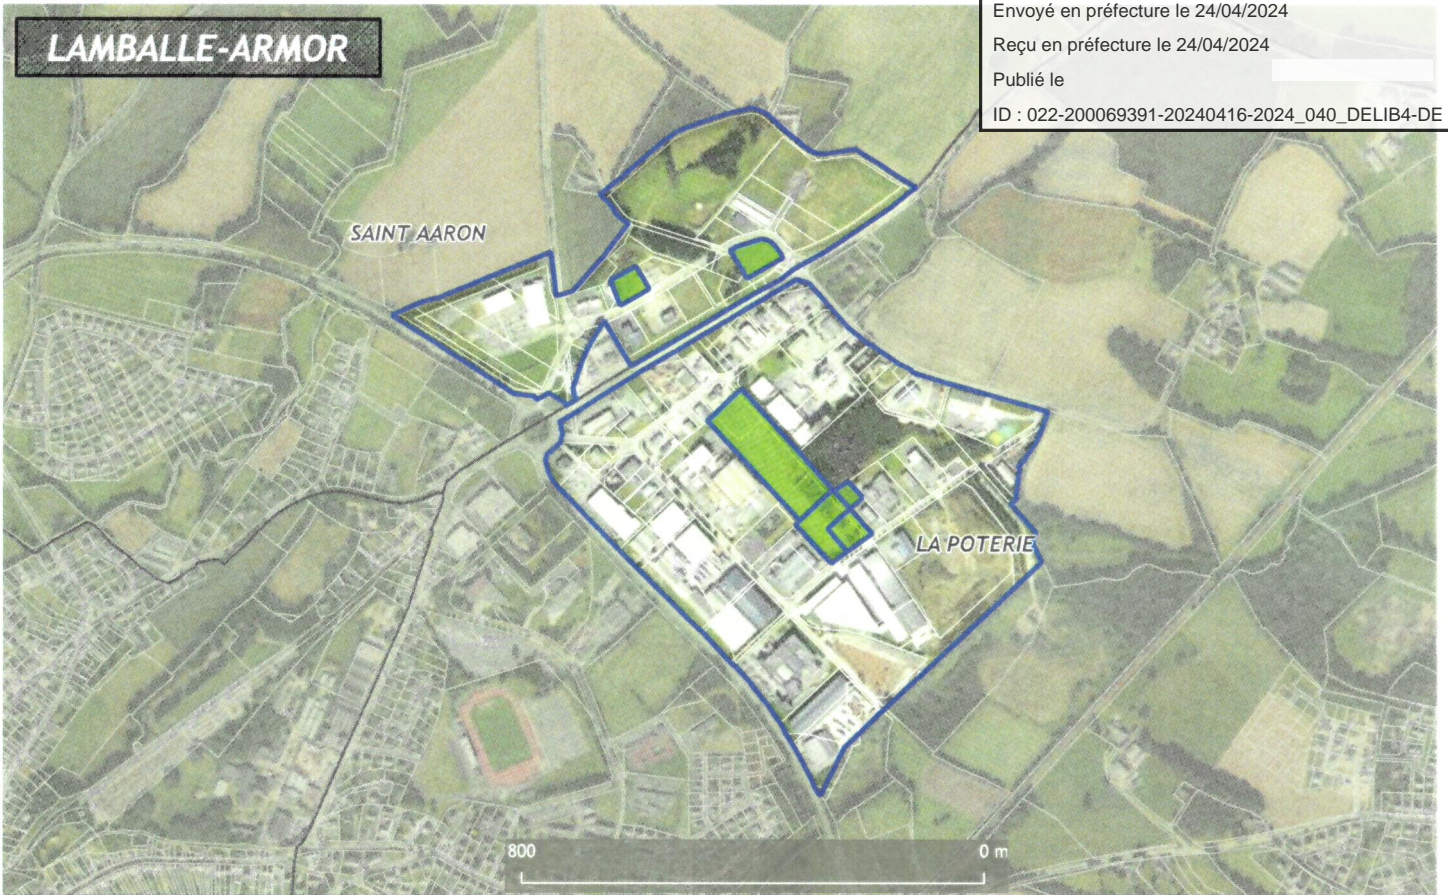 LAMBALLE-ARMOR
Envoyé en préfecture le 24/04/2024
Reçu en préfecture le 24/04/2024
Publié le
ID : 022-200069391-20240416-2024_040_DELIB4-DE
SAINT AARON
LA POTERIE
800
0 m